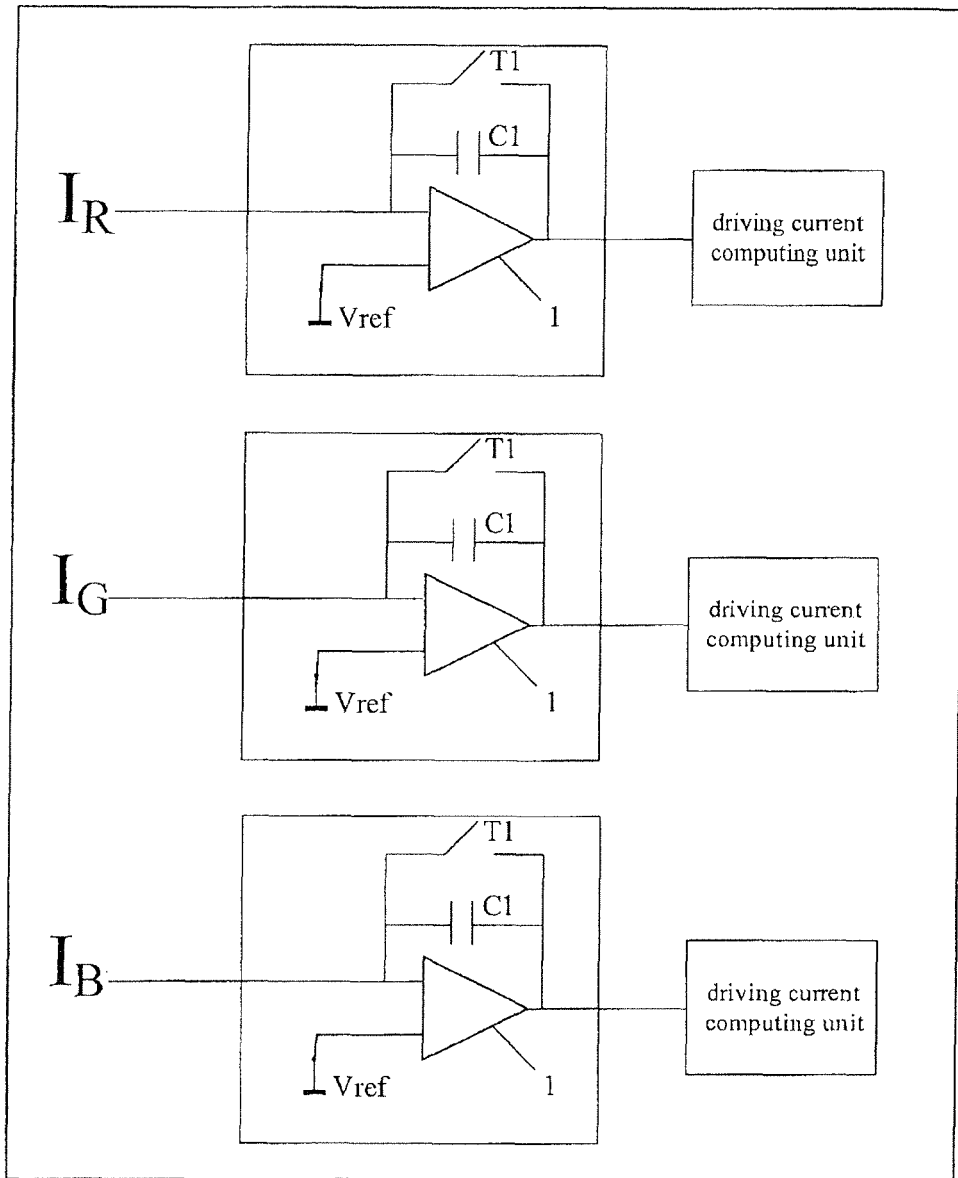 T1
C1
I_R
driving current
computing unit
Vref
1
T1
C1
I_G
driving current
computing unit
Vref
1
T1
C1
I_B
driving current
computing unit
Vref
1